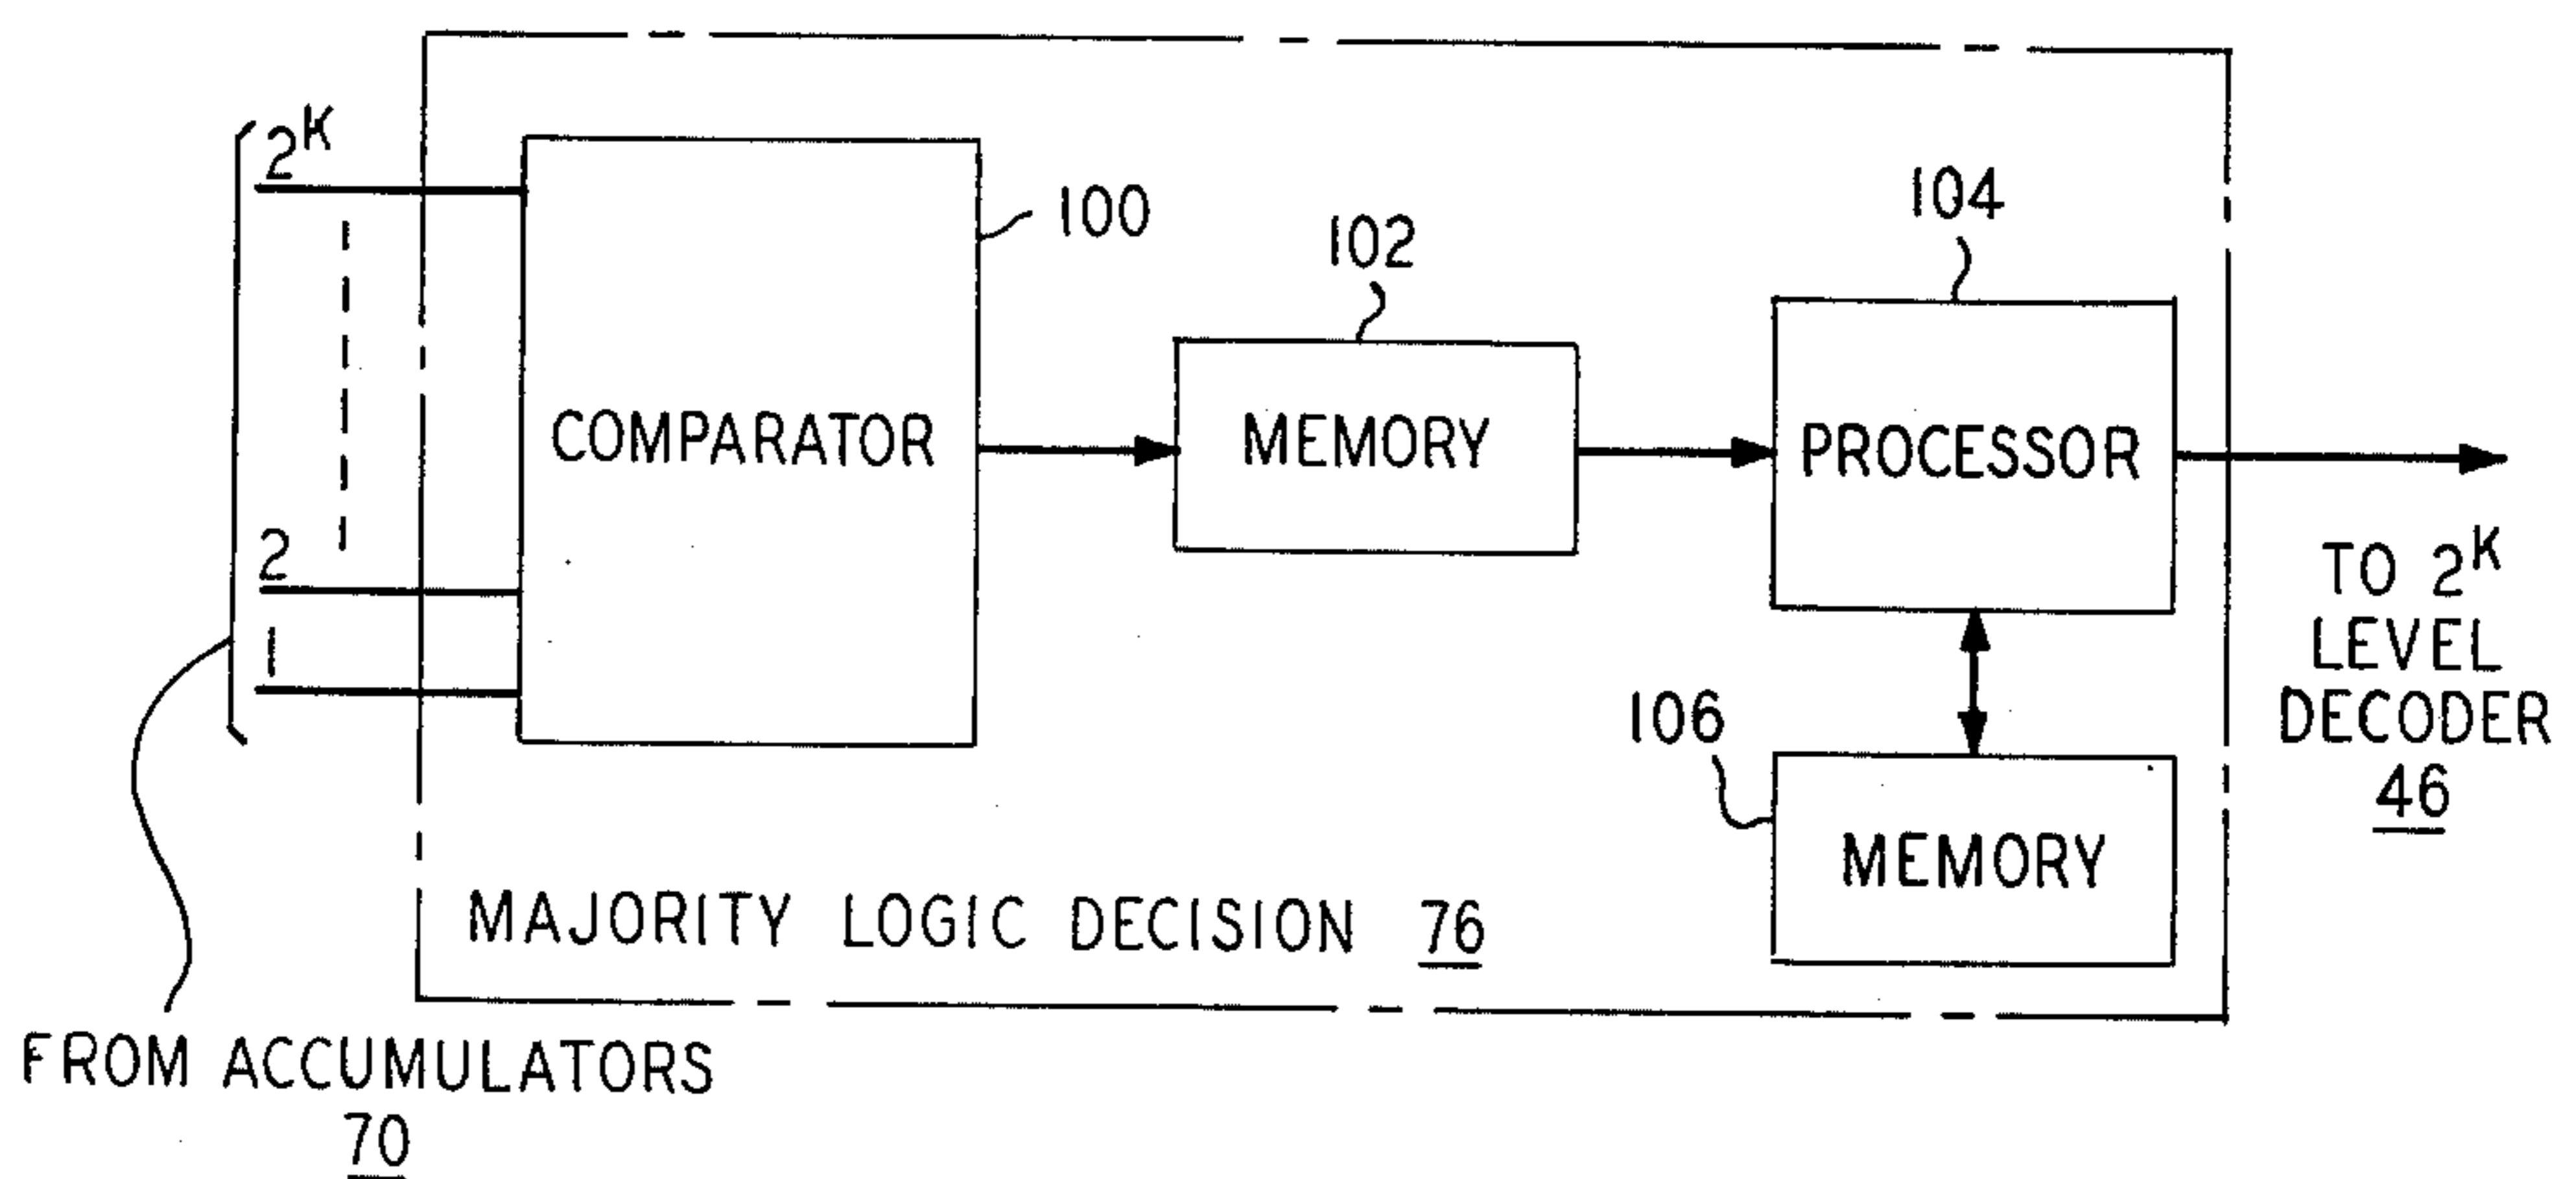 2^K
2
1
COMPARATOR
100
102
MEMORY
104
PROCESSOR
106
MEMORY
MAJORITY LOGIC DECISION 76
TO 2^K
LEVEL
DECODER
46
FROM ACCUMULATORS
70